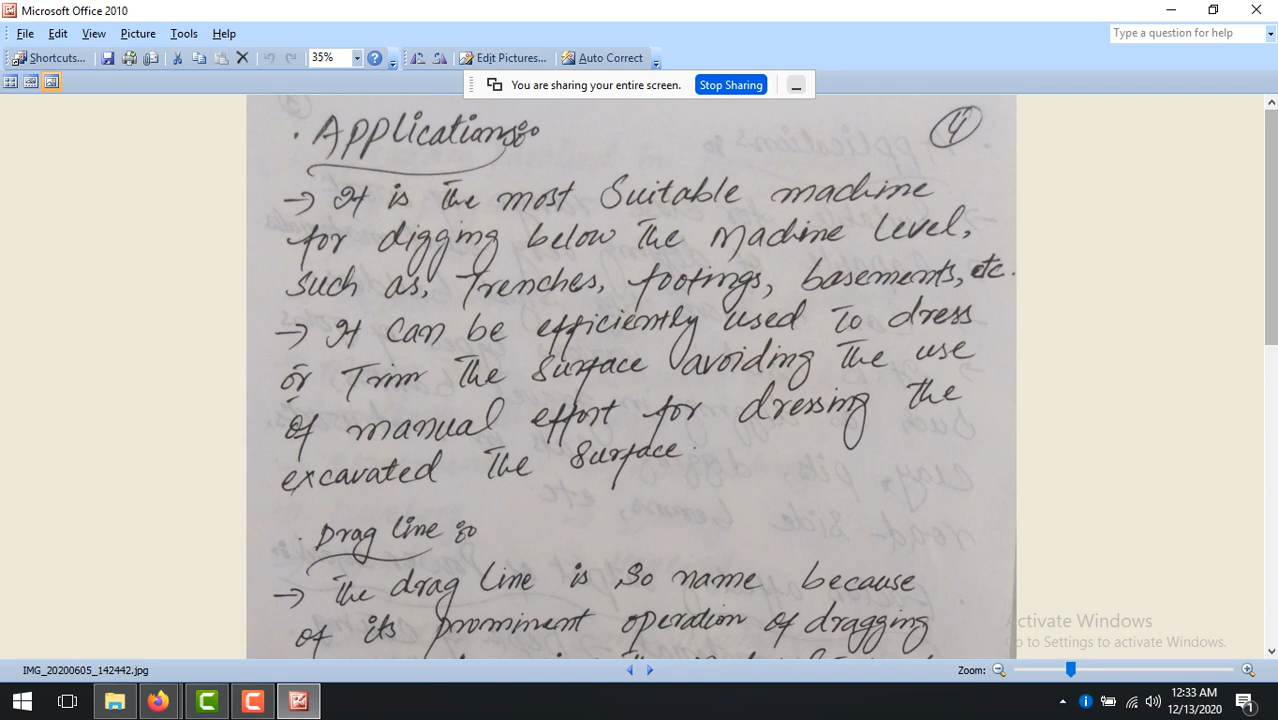 Microsoft Office 2010
File Edit View Picture Tools Help
Type a question for help
Shortcuts... 35% Edit Pictures... Auto Correct
You are sharing your entire screen. Stop Sharing
• Applications:
4
→ It is the most suitable machine
for digging below the machine level,
such as, Trenches, footings, basements, etc.
→ It can be efficiently used to dress
or Trim the surface avoiding the use
of manual effort for dressing the
excavated the surface.
• Drag line:
→ The drag line is so name because
of its prominent operation of dragging
Activate Windows
Go to Settings to activate Windows.
IMG_20200605_142442.jpg
Zoom:
12:33 AM
12/13/2020
1